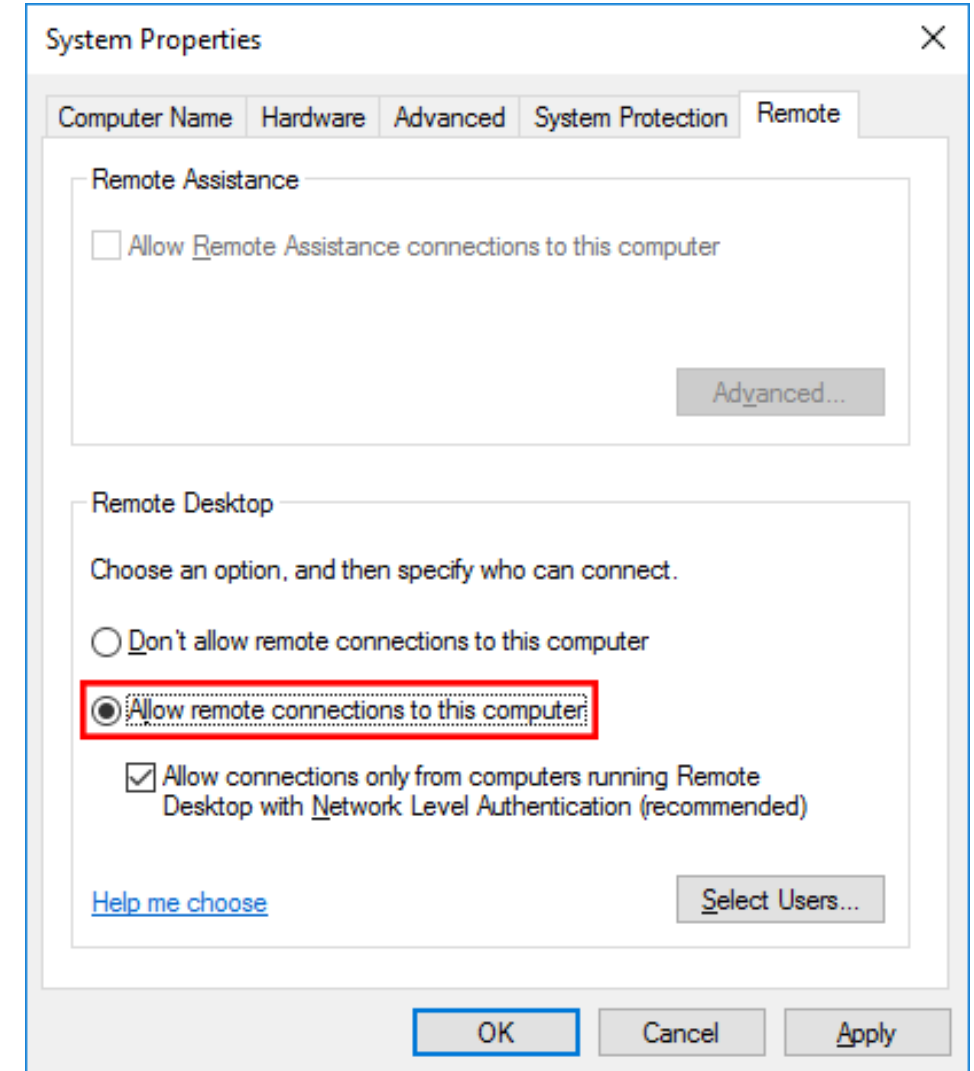 System Properties
Computer Name Hardware Advanced System Protection Remote
Remote Assistance
Allow Remote Assistance connections to this computer
Advanced...
Remote Desktop
Choose an option, and then specify who can connect.
Don't allow remote connections to this computer
Allow remote connections to this computer
Allow connections only from computers running Remote
Desktop with Network Level Authentication (recommended)
Help me choose
Select Users...
OK Cancel Apply